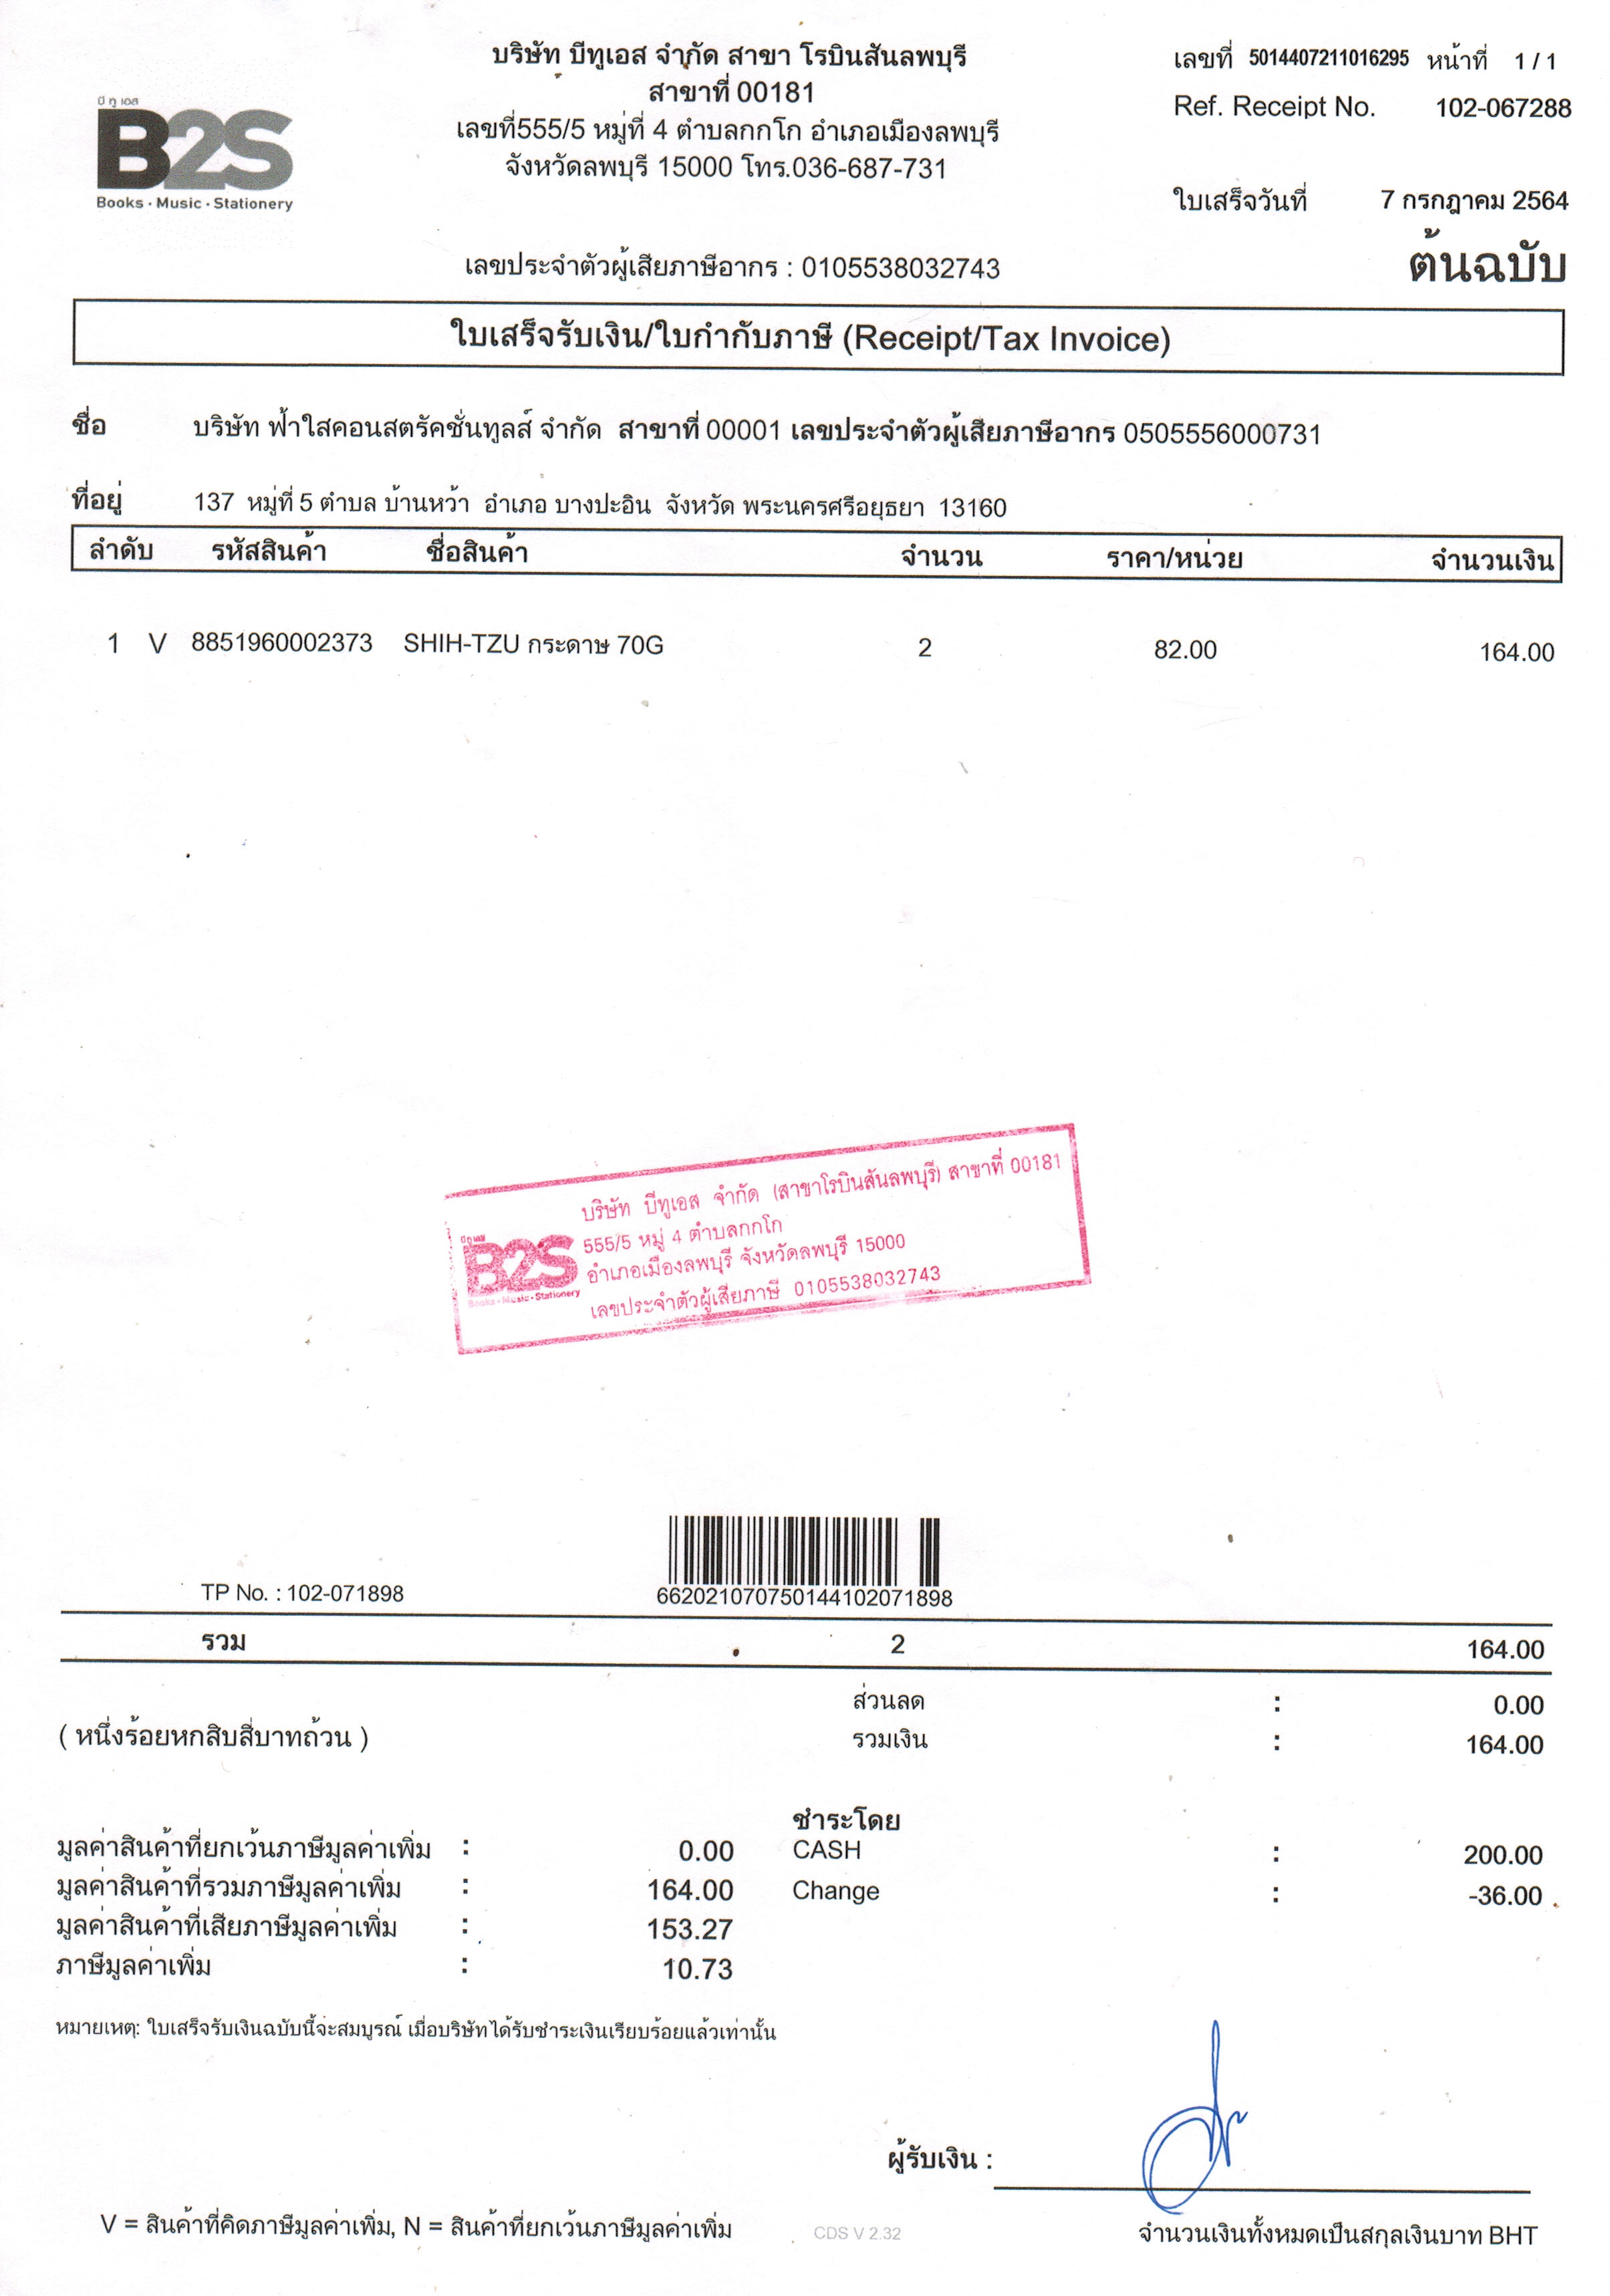 บริษัท บีทูเอส จำกัด สาขา โรบินสันลพบุรี
สาขาที่ 00181
เลขที่555/5 หมู่ที่ 4 ตำบลกกโก อำเภอเมืองลพบุรี
จังหวัดลพบุรี 15000 โทร.036-687-731
เลขที่ 5014407211016295 หน้าที่ 1 / 1
Ref. Receipt No. 102-067288
บี ทู เอส
B2S
Books · Music · Stationery
ใบเสร็จวันที่ 7 กรกฎาคม 2564
เลขประจำตัวผู้เสียภาษีอากร : 0105538032743
ต้นฉบับ
ใบเสร็จรับเงิน/ใบกำกับภาษี (Receipt/Tax Invoice)
ชื่อ บริษัท ฟ้าใสคอนสตรัคชั่นทูลส์ จำกัด สาขาที่ 00001 เลขประจำตัวผู้เสียภาษีอากร 0505556000731
ที่อยู่ 137 หมู่ที่ 5 ตำบล บ้านหว้า อำเภอ บางปะอิน จังหวัด พระนครศรีอยุธยา 13160
ลำดับ รหัสสินค้า ชื่อสินค้า จำนวน ราคา/หน่วย จำนวนเงิน
1 V 8851960002373 SHIH-TZU กระดาษ 70G 2 82.00 164.00
บริษัท บีทูเอส จำกัด (สาขาโรบินสันลพบุรี) สาขาที่ 00181
บีทูเอส
B2S
Books · Music · Stationery
555/5 หมู่ 4 ตำบลกกโก
อำเภอเมืองลพบุรี จังหวัดลพบุรี 15000
เลขประจำตัวผู้เสียภาษี 0105538032743
TP No. : 102-071898
66202107075014410207​1898
รวม 2 164.00
ส่วนลด : 0.00
( หนึ่งร้อยหกสิบสี่บาทถ้วน ) รวมเงิน : 164.00
ชำระโดย
มูลค่าสินค้าที่ยกเว้นภาษีมูลค่าเพิ่ม : 0.00 CASH : 200.00
มูลค่าสินค้าที่รวมภาษีมูลค่าเพิ่ม : 164.00 Change : -36.00
มูลค่าสินค้าที่เสียภาษีมูลค่าเพิ่ม : 153.27
ภาษีมูลค่าเพิ่ม : 10.73
หมายเหตุ: ใบเสร็จรับเงินฉบับนี้จะสมบูรณ์ เมื่อบริษัทได้รับชำระเงินเรียบร้อยแล้วเท่านั้น
ผู้รับเงิน :
V = สินค้าที่คิดภาษีมูลค่าเพิ่ม, N = สินค้าที่ยกเว้นภาษีมูลค่าเพิ่ม CDS V 2.32 จำนวนเงินทั้งหมดเป็นสกุลเงินบาท BHT